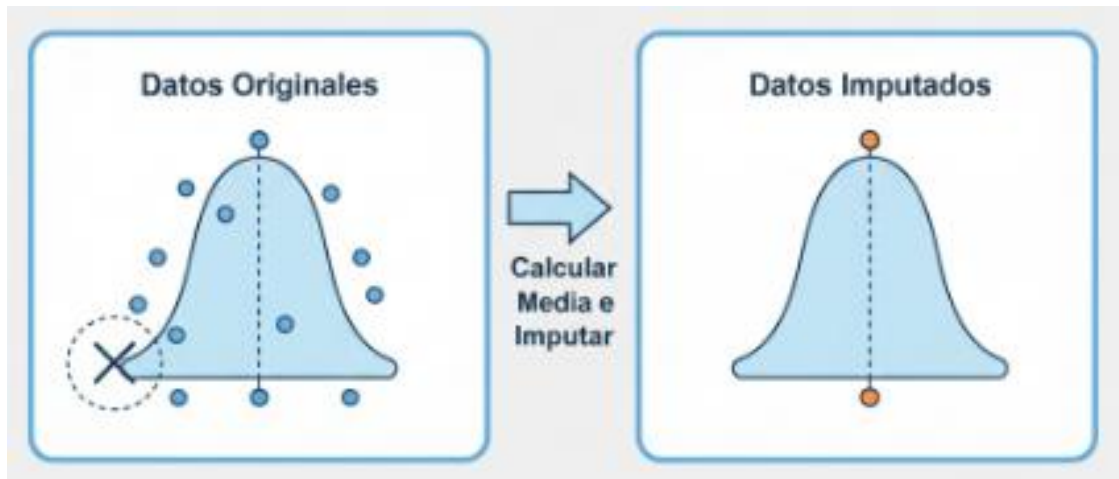 Datos Originales
Calcular
Media e
Imputar
Datos Imputados